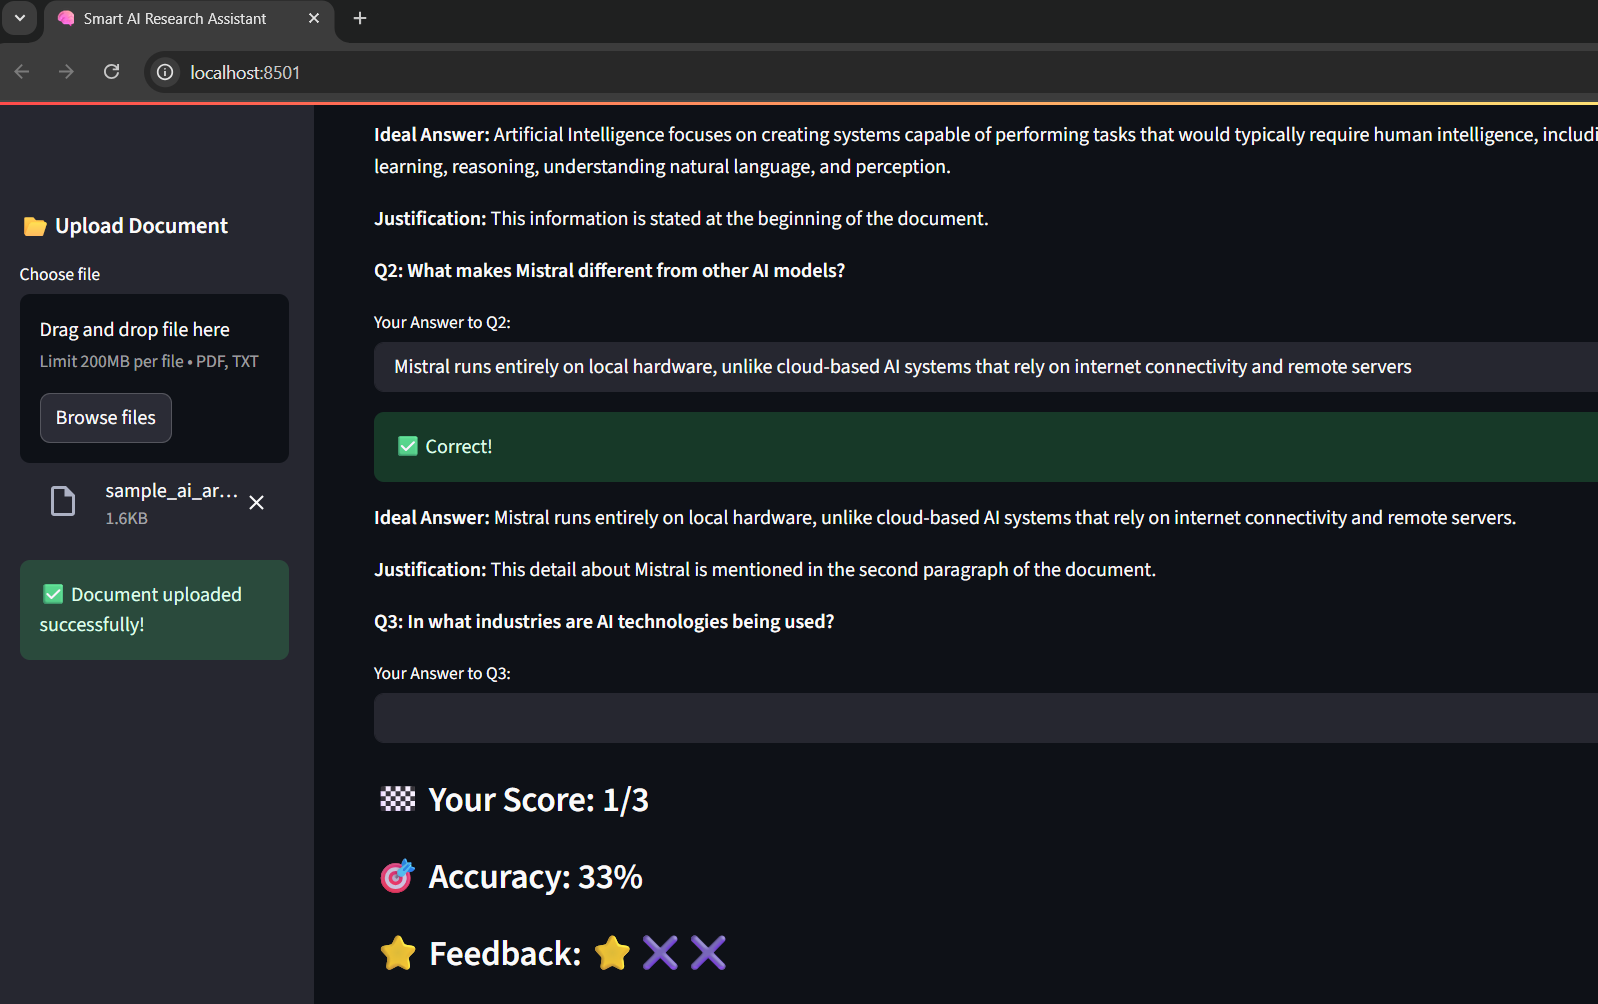 Smart AI Research Assistant
localhost:8501
Upload Document
Choose file
Drag and drop file here
Limit 200MB per file • PDF, TXT
Browse files
sample_ai_ar...
1.6KB
Document uploaded
successfully!
Ideal Answer: Artificial Intelligence focuses on creating systems capable of performing tasks that would typically require human intelligence, includi
learning, reasoning, understanding natural language, and perception.
Justification: This information is stated at the beginning of the document.
Q2: What makes Mistral different from other AI models?
Your Answer to Q2:
Mistral runs entirely on local hardware, unlike cloud-based AI systems that rely on internet connectivity and remote servers
Correct!
Ideal Answer: Mistral runs entirely on local hardware, unlike cloud-based AI systems that rely on internet connectivity and remote servers.
Justification: This detail about Mistral is mentioned in the second paragraph of the document.
Q3: In what industries are AI technologies being used?
Your Answer to Q3:
Your Score: 1/3
Accuracy: 33%
Feedback: